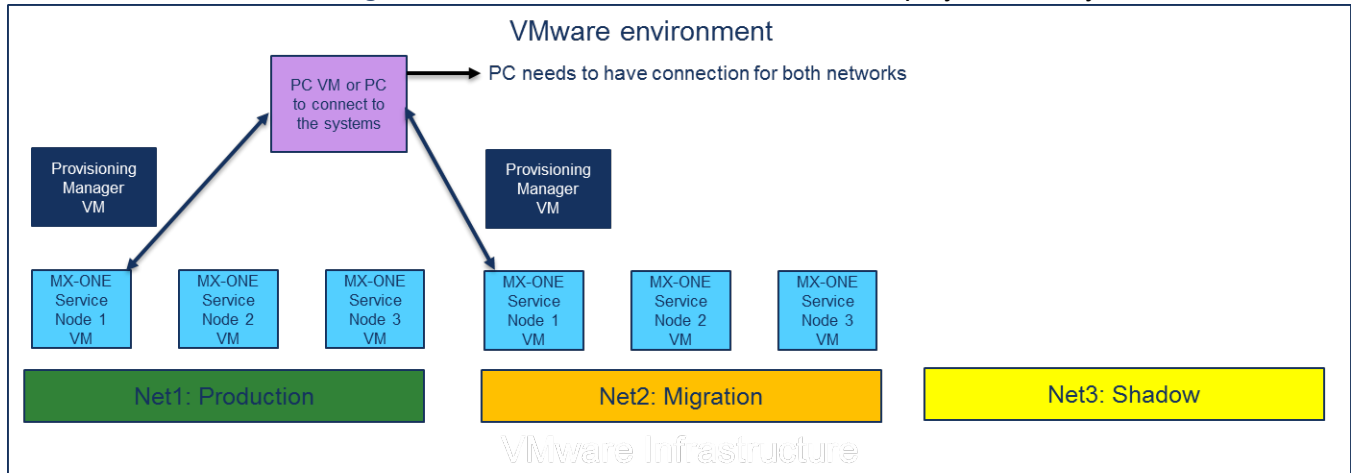 VMware environment
PC VM or PC
to connect to
the systems
PC needs to have connection for both networks
Provisioning
Manager
VM
Provisioning
Manager
VM
MX-ONE
Service
Node 1
VM
MX-ONE
Service
Node 2
VM
MX-ONE
Service
Node 3
VM
MX-ONE
Service
Node 1
VM
MX-ONE
Service
Node 2
VM
MX-ONE
Service
Node 3
VM
Net1: Production
Net2: Migration
Net3: Shadow
VMware Infrastructure